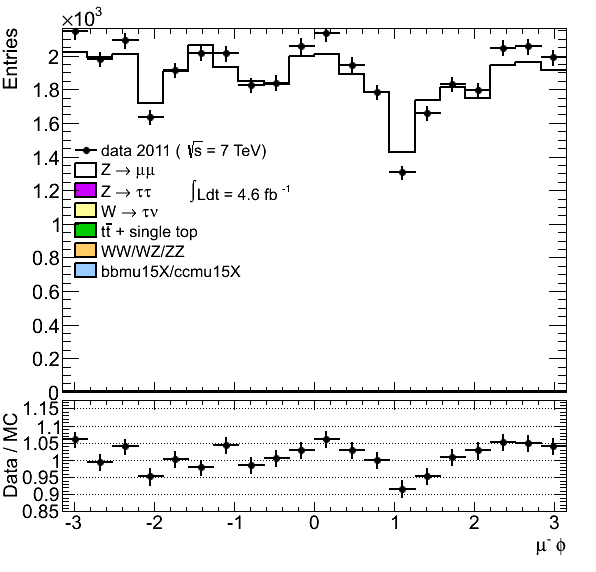 ×10³
Entries
2
1.8
1.6
1.4
1.2
1
0.8
0.6
0.4
0.2
0
data 2011 ( √s = 7 TeV)
Z → μμ
Z → ττ
∫Ldt = 4.6 fb⁻¹
W → τν
tt̄ + single top
WW/WZ/ZZ
bbmu15X/ccmu15X
Data / MC
1.15
1.1
1.05
1
0.95
0.9
0.85
-3 -2 -1 0 1 2 3
μ⁻ ϕ